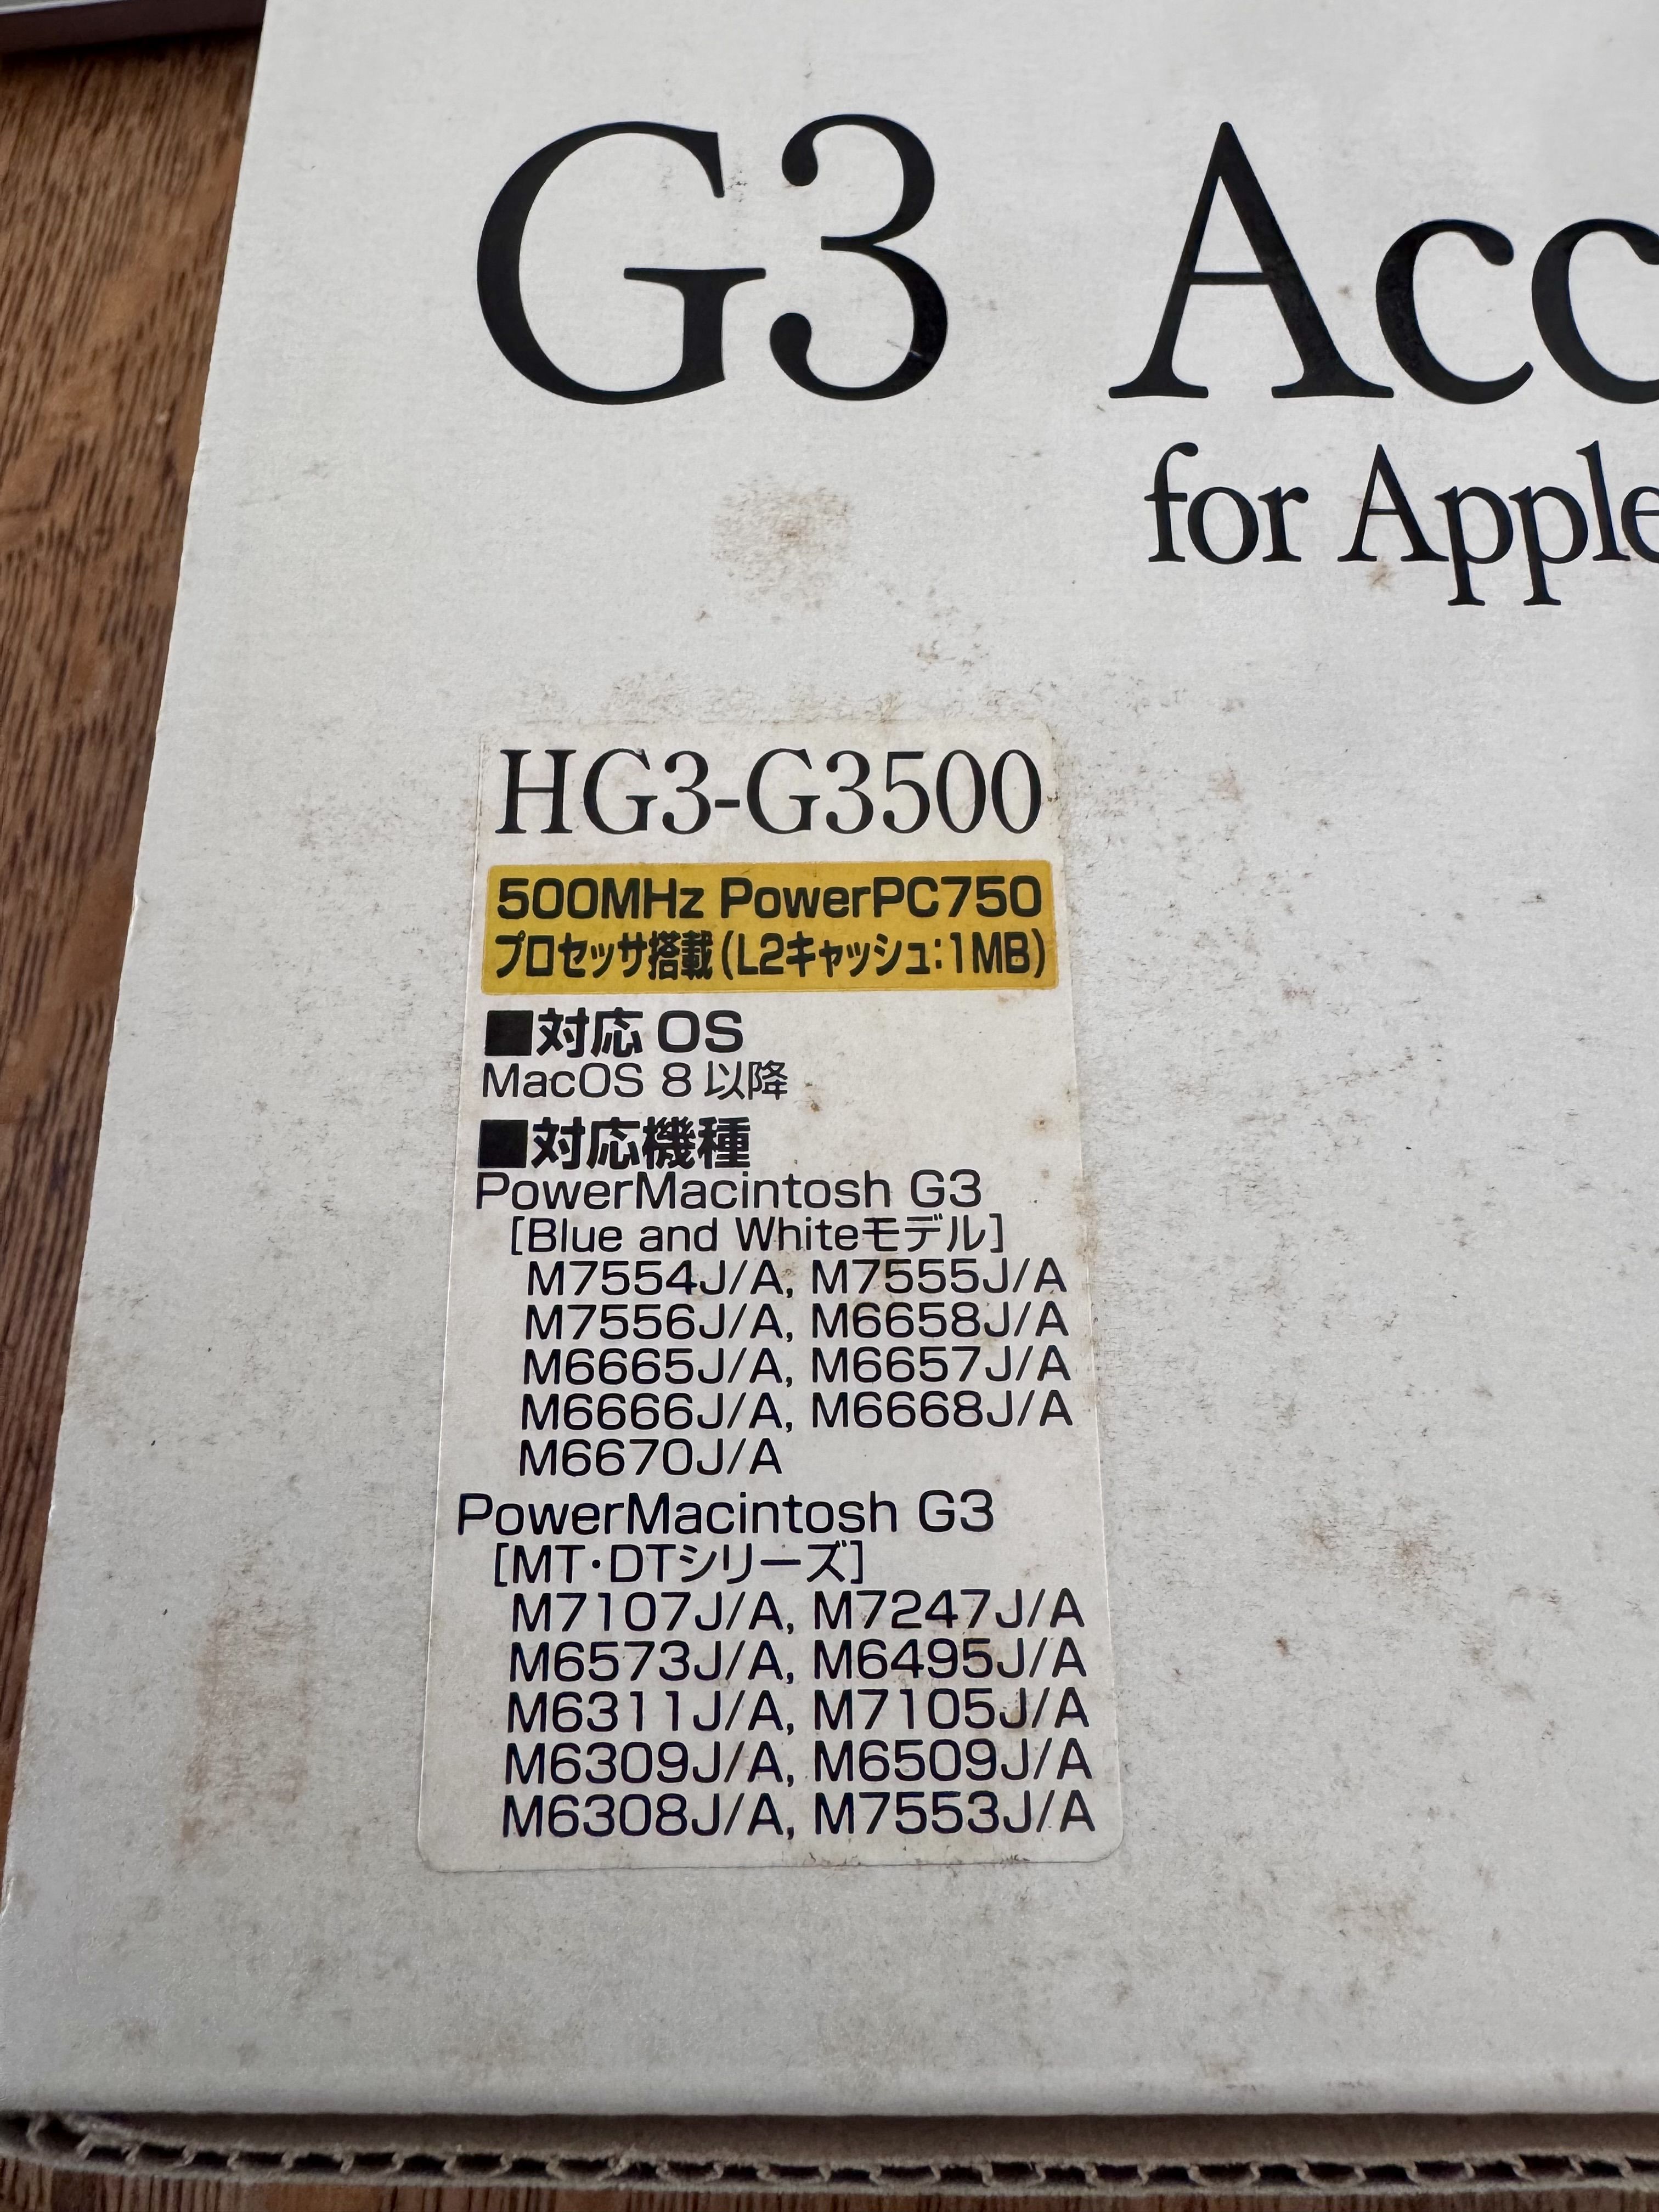 G3 Acc
for Apple
HG3-G3500
500MHz PowerPC750
プロセッサ搭載(L2キャッシュ:1MB)
■対応OS
MacOS 8以降
■対応機種
PowerMacintosh G3
[Blue and Whiteモデル]
M7554J/A, M7555J/A
M7556J/A, M6658J/A
M6665J/A, M6657J/A
M6666J/A, M6668J/A
M6670J/A
PowerMacintosh G3
[MT・DTシリーズ]
M7107J/A, M7247J/A
M6573J/A, M6495J/A
M6311J/A, M7105J/A
M6309J/A, M6509J/A
M6308J/A, M7553J/A